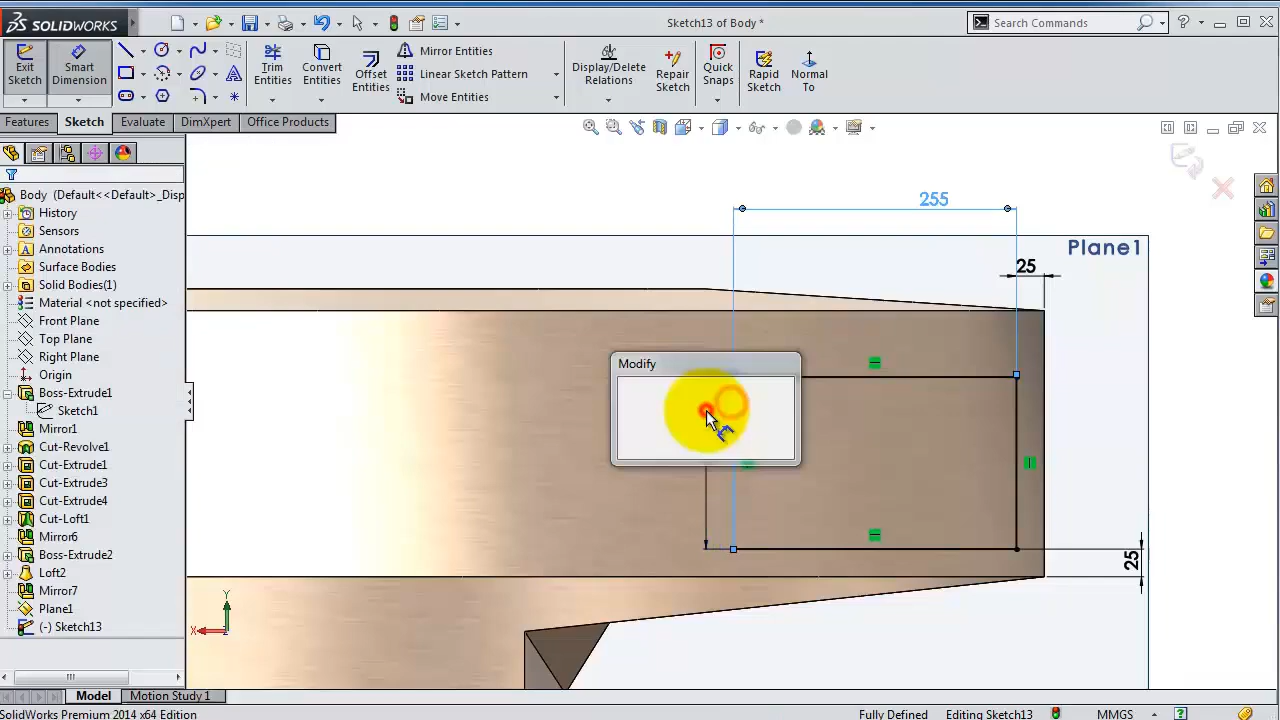 SOLIDWORKS
Sketch13 of Body *
Search Commands
Exit Sketch
Smart Dimension
Trim Entities
Convert Entities
Offset Entities
Mirror Entities
Linear Sketch Pattern
Move Entities
Display/Delete Relations
Repair Sketch
Quick Snaps
Rapid Sketch
Normal To
Features
Sketch
Evaluate
DimXpert
Office Products
Body (Default<<Default>_Disp
History
Sensors
Annotations
Surface Bodies
Solid Bodies(1)
Material <not specified>
Front Plane
Top Plane
Right Plane
Origin
Boss-Extrude1
Sketch1
Mirror1
Cut-Revolve1
Cut-Extrude1
Cut-Extrude3
Cut-Extrude4
Cut-Loft1
Mirror6
Boss-Extrude2
Loft2
Mirror7
Plane1
(-) Sketch13
255
Plane1
25
Modify
25
Y
X
Model
Motion Study 1
SolidWorks Premium 2014 x64 Edition
Fully Defined
Editing Sketch13
MMGS